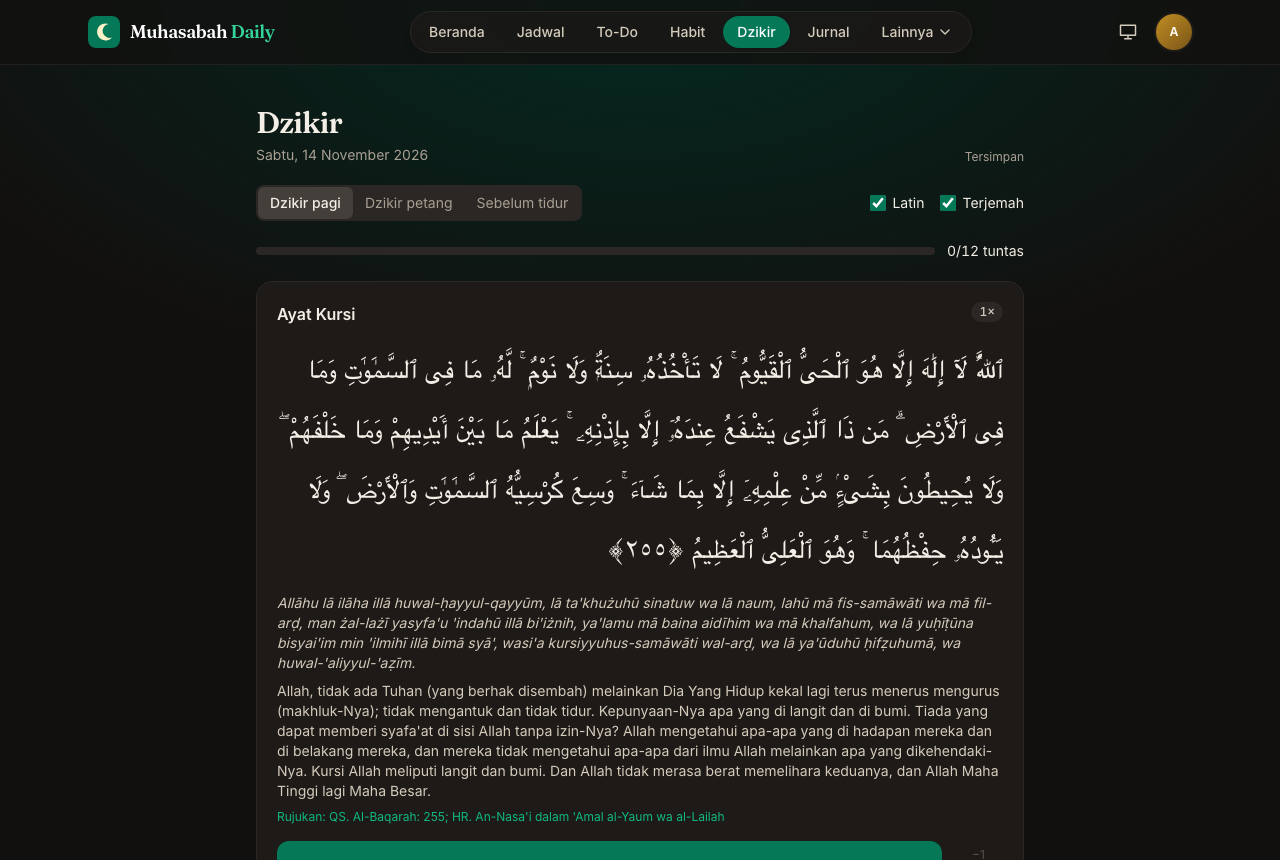 Muhasabah Daily
Beranda Jadwal To-Do Habit Dzikir Jurnal Lainnya
A
Dzikir
Sabtu, 14 November 2026
Tersimpan
Dzikir pagi Dzikir petang Sebelum tidur
Latin Terjemah
0/12 tuntas
Ayat Kursi
1×
ٱللَّهُ لَآ إِلَٰهَ إِلَّا هُوَ ٱلْحَىُّ ٱلْقَيُّومُ ۚ لَا تَأْخُذُهُۥ سِنَةٌ وَلَا نَوْمٌ ۚ لَّهُۥ مَا فِى ٱلسَّمَٰوَٰتِ وَمَا
فِى ٱلْأَرْضِ ۗ مَن ذَا ٱلَّذِى يَشْفَعُ عِندَهُۥٓ إِلَّا بِإِذْنِهِۦ ۚ يَعْلَمُ مَا بَيْنَ أَيْدِيهِمْ وَمَا خَلْفَهُمْ ۖ
وَلَا يُحِيطُونَ بِشَىْءٍ مِّنْ عِلْمِهِۦٓ إِلَّا بِمَا شَآءَ ۚ وَسِعَ كُرْسِيُّهُ ٱلسَّمَٰوَٰتِ وَٱلْأَرْضَ ۖ وَلَا
يَـُٔودُهُۥ حِفْظُهُمَا ۚ وَهُوَ ٱلْعَلِىُّ ٱلْعَظِيمُ ﴿٢٥٥﴾
Allāhu lā ilāha illā huwal-ḥayyul-qayyūm, lā ta'khużuhū sinatuw wa lā naum, lahū mā fis-samāwāti wa mā fil-
arḍ, man żal-lażī yasyfa'u 'indahū illā bi'iżnih, ya'lamu mā baina aidīhim wa mā khalfahum, wa lā yuḥīṭūna
bisyai'im min 'ilmihī illā bimā syā', wasi'a kursiyyuhus-samāwāti wal-arḍ, wa lā ya'ūduhū ḥifẓuhumā, wa
huwal-'aliyyul-'aẓīm.
Allah, tidak ada Tuhan (yang berhak disembah) melainkan Dia Yang Hidup kekal lagi terus menerus mengurus
(makhluk-Nya); tidak mengantuk dan tidak tidur. Kepunyaan-Nya apa yang di langit dan di bumi. Tiada yang
dapat memberi syafa'at di sisi Allah tanpa izin-Nya? Allah mengetahui apa-apa yang di hadapan mereka dan
di belakang mereka, dan mereka tidak mengetahui apa-apa dari ilmu Allah melainkan apa yang dikehendaki-
Nya. Kursi Allah meliputi langit dan bumi. Dan Allah tidak merasa berat memelihara keduanya, dan Allah Maha
Tinggi lagi Maha Besar.
Rujukan: QS. Al-Baqarah: 255; HR. An-Nasa'i dalam 'Amal al-Yaum wa al-Lailah
−1